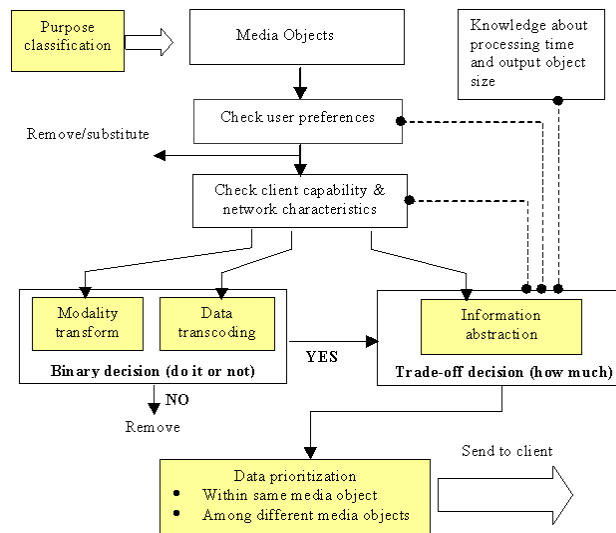 Purpose
classification
Media Objects
Knowledge about
processing time
and output object
size
Check user preferences
Remove/substitute
Check client capability &
network characteristics
Modality
transform
Data
transcoding
Information
abstraction
Binary decision (do it or not)
YES
Trade-off decision (how much)
NO
Remove
Send to client
Data prioritization
• Within same media object
• Among different media objects